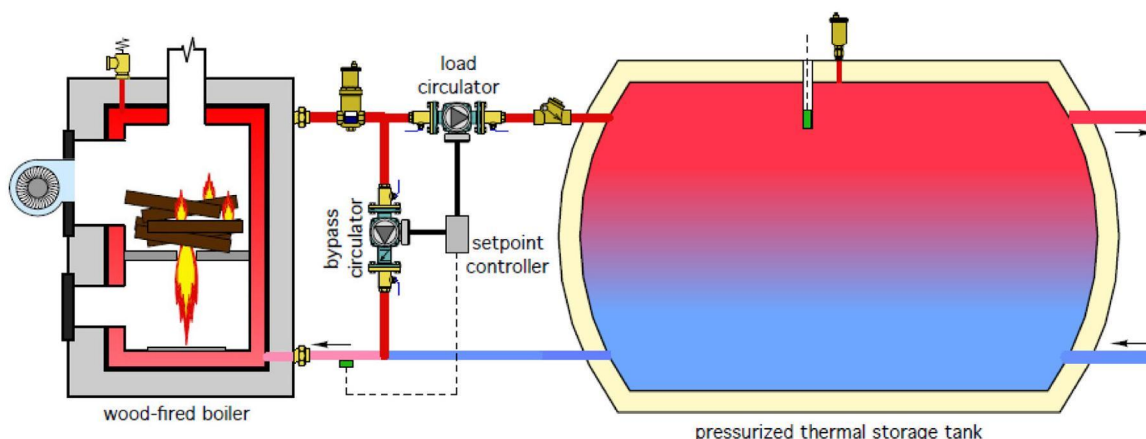 load
circulator
bypass
circulator
setpoint
controller
wood-fired boiler
pressurized thermal storage tank